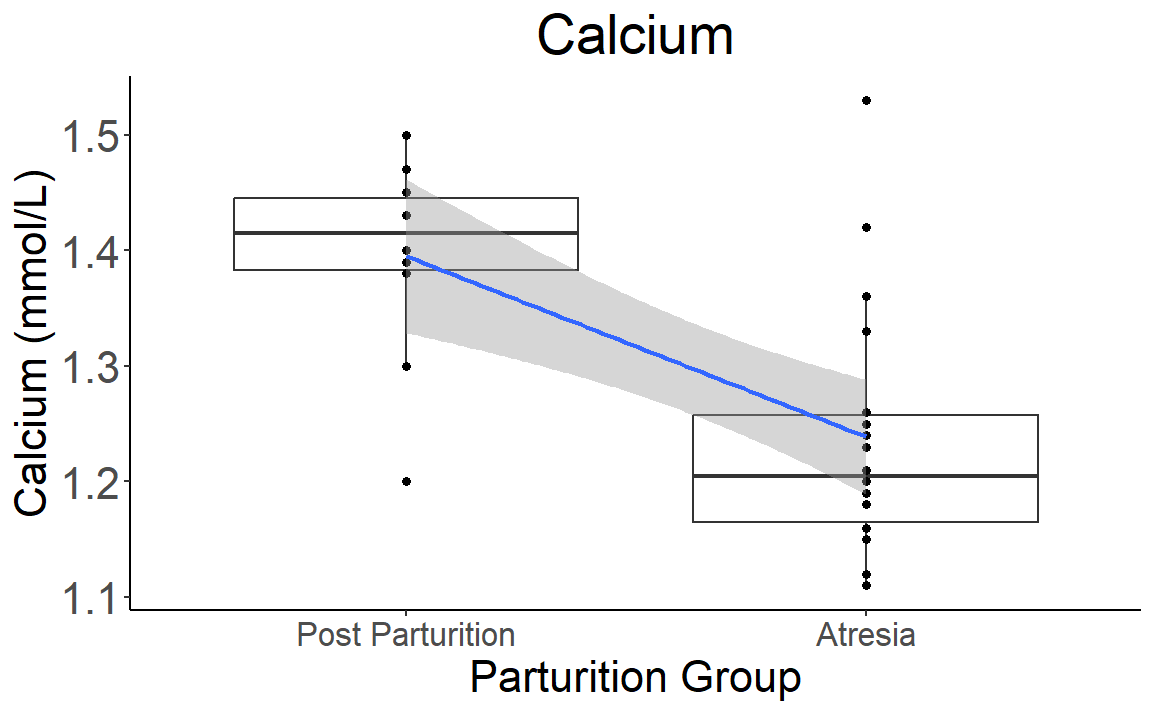 Calcium
Calcium (mmol/L)
1.5
1.4
1.3
1.2
1.1
Post Parturition
Atresia
Parturition Group